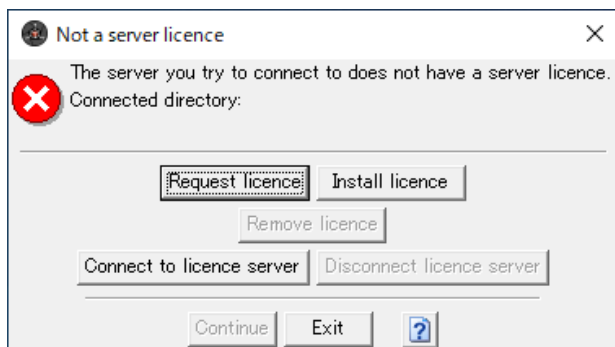 Not a server licence
The server you try to connect to does not have a server licence.
Connected directory:
Request licence Install licence
Remove licence
Connect to licence server Disconnect licence server
Continue Exit ?